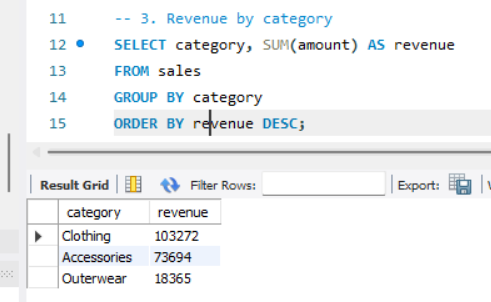 11 -- 3. Revenue by category
12 SELECT category, SUM(amount) AS revenue
13 FROM sales
14 GROUP BY category
15 ORDER BY revenue DESC;
Result Grid Filter Rows: Export:
category revenue
Clothing 103272
Accessories 73694
Outerwear 18365